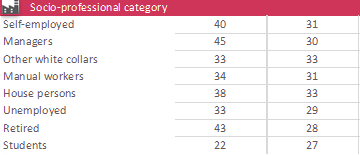 Socio-professional category
Self-employed 40 31
Managers 45 30
Other white collars 33 33
Manual workers 34 31
House persons 38 33
Unemployed 33 29
Retired 43 28
Students 22 27